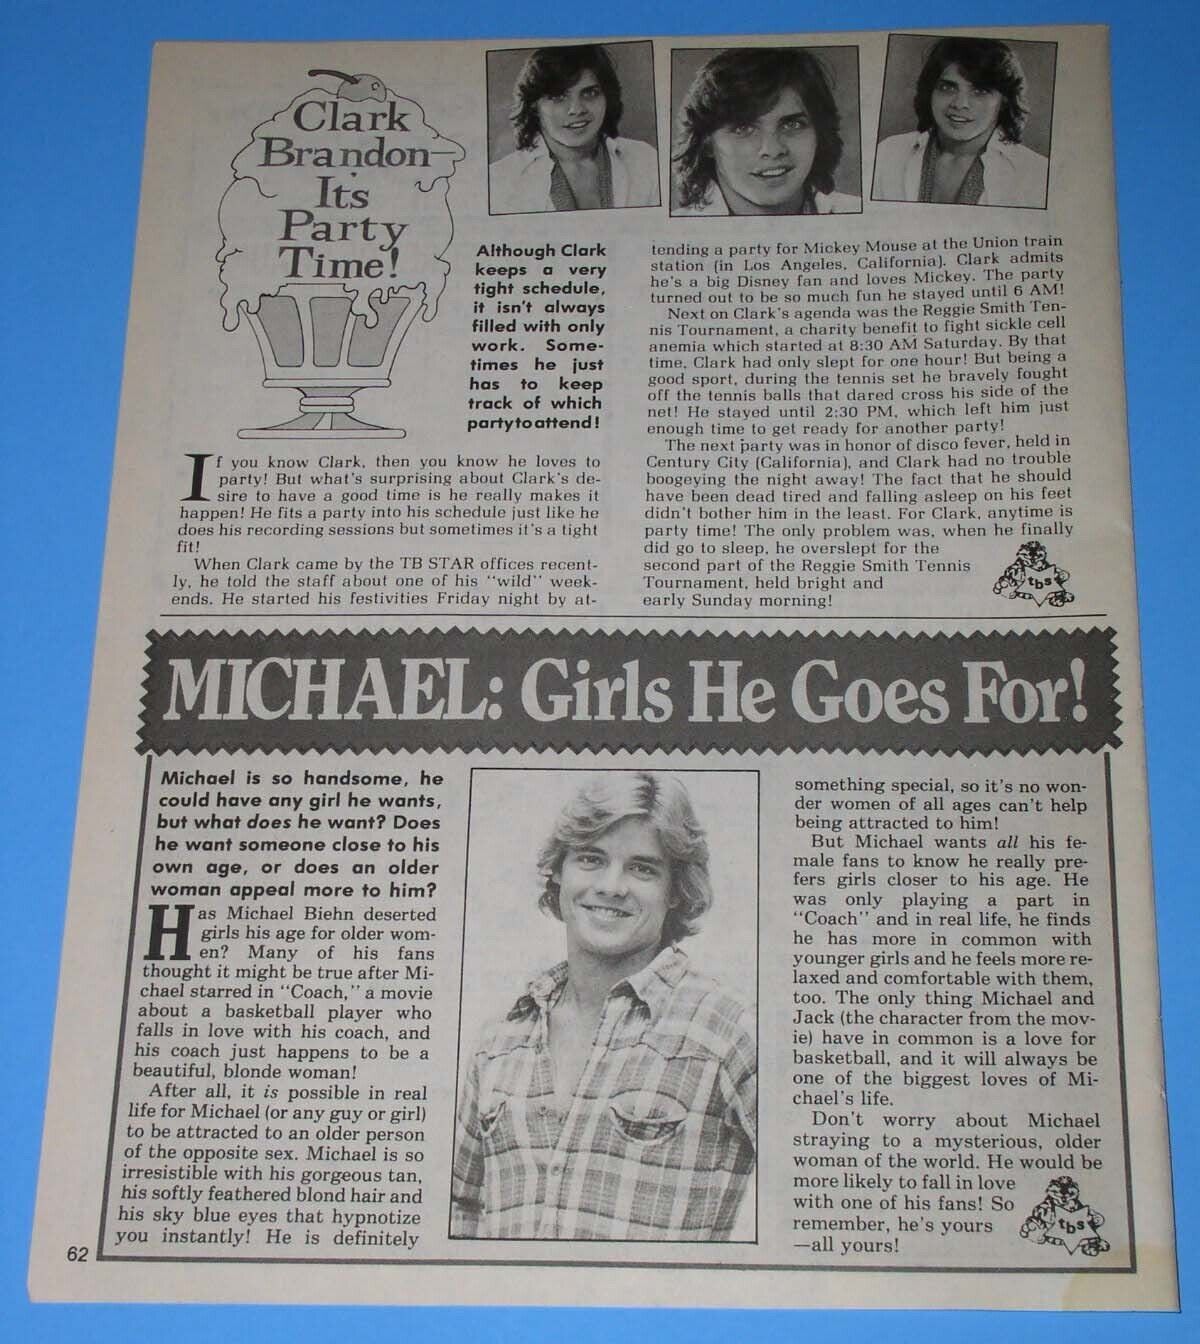 Clark
Brandon—
Its
Party
Time!
Although Clark
keeps a very
tight schedule,
it isn't always
filled with only
work. Some-
times he just
has to keep
track of which
party to attend!
If you know Clark, then you know he loves to
party! But what's surprising about Clark's de-
sire to have a good time is he really makes it
happen! He fits a party into his schedule just like he
does his recording sessions but sometimes it's a tight
fit!
When Clark came by the TB STAR offices recent-
ly, he told the staff about one of his "wild" week-
ends. He started his festivities Friday night by at-
tending a party for Mickey Mouse at the Union train
station (in Los Angeles, California). Clark admits
he's a big Disney fan and loves Mickey. The party
turned out to be so much fun he stayed until 6 AM!
Next on Clark's agenda was the Reggie Smith Ten-
nis Tournament, a charity benefit to fight sickle cell
anemia which started at 8:30 AM Saturday. By that
time, Clark had only slept for one hour! But being a
good sport, during the tennis set he bravely fought
off the tennis balls that dared cross his side of the
net! He stayed until 2:30 PM, which left him just
enough time to get ready for another party!
The next party was in honor of disco fever, held in
Century City (California), and Clark had no trouble
boogeying the night away! The fact that he should
have been dead tired and falling asleep on his feet
didn't bother him in the least. For Clark, anytime is
party time! The only problem was, when he finally
did go to sleep, he overslept for the
second part of the Reggie Smith Tennis
Tournament, held bright and
early Sunday morning!
tbs
MICHAEL: Girls He Goes For!
Michael is so handsome, he
could have any girl he wants,
but what does he want? Does
he want someone close to his
own age, or does an older
woman appeal more to him?
Has Michael Biehn deserted
girls his age for older wom-
en? Many of his fans
thought it might be true after Mi-
chael starred in "Coach," a movie
about a basketball player who
falls in love with his coach, and
his coach just happens to be a
beautiful, blonde woman!
After all, it is possible in real
life for Michael (or any guy or girl)
to be attracted to an older person
of the opposite sex. Michael is so
irresistible with his gorgeous tan,
his softly feathered blond hair and
his sky blue eyes that hypnotize
you instantly! He is definitely
something special, so it's no won-
der women of all ages can't help
being attracted to him!
But Michael wants all his fe-
male fans to know he really pre-
fers girls closer to his age. He
was only playing a part in
"Coach" and in real life, he finds
he has more in common with
younger girls and he feels more re-
laxed and comfortable with them,
too. The only thing Michael and
Jack (the character from the mov-
ie) have in common is a love for
basketball, and it will always be
one of the biggest loves of Mi-
chael's life.
Don't worry about Michael
straying to a mysterious, older
woman of the world. He would be
more likely to fall in love
with one of his fans! So
remember, he's yours
—all yours!
tbs
62